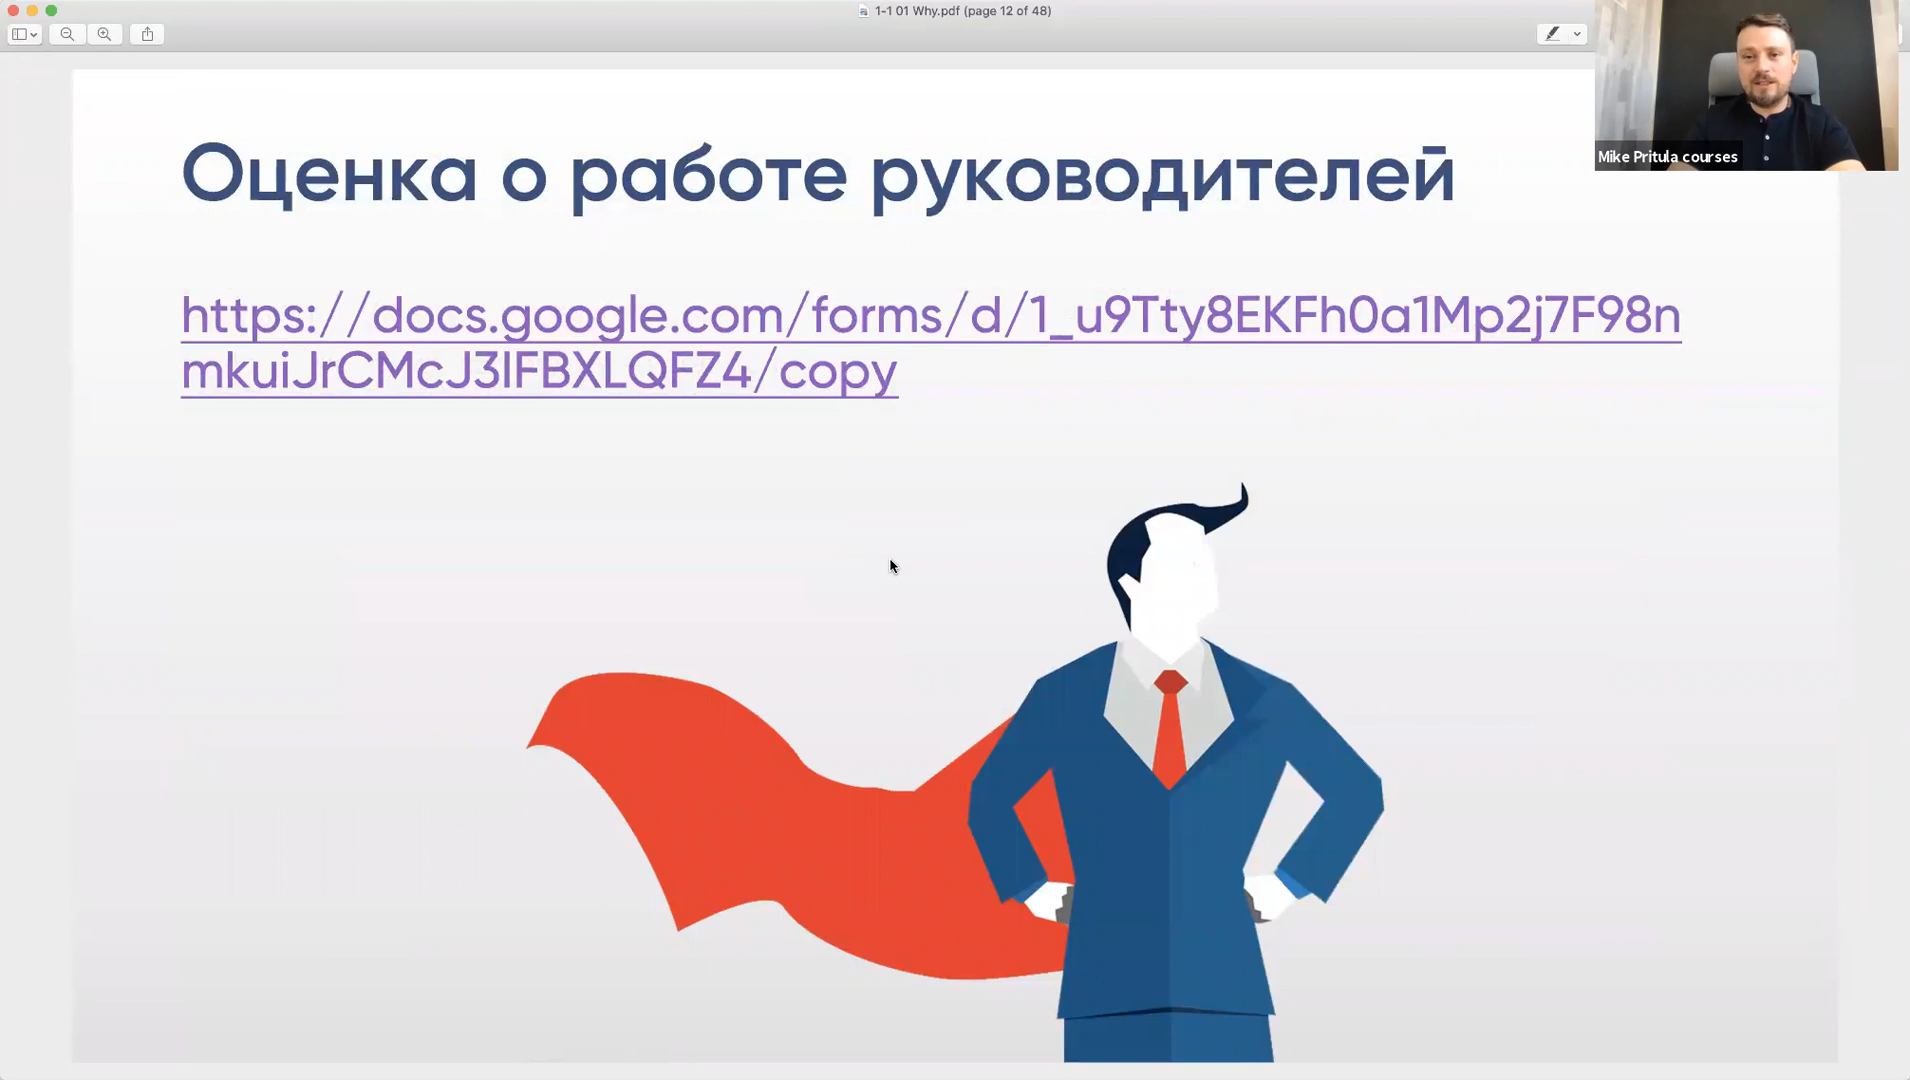 1-1 01 Why.pdf (page 12 of 48)
Mike Pritula courses
Оценка о работе руководителей
https://docs.google.com/forms/d/1_u9Tty8EKFh0a1Mp2j7F98n
mkuiJrCMcJ3IFBXLQFZ4/copy